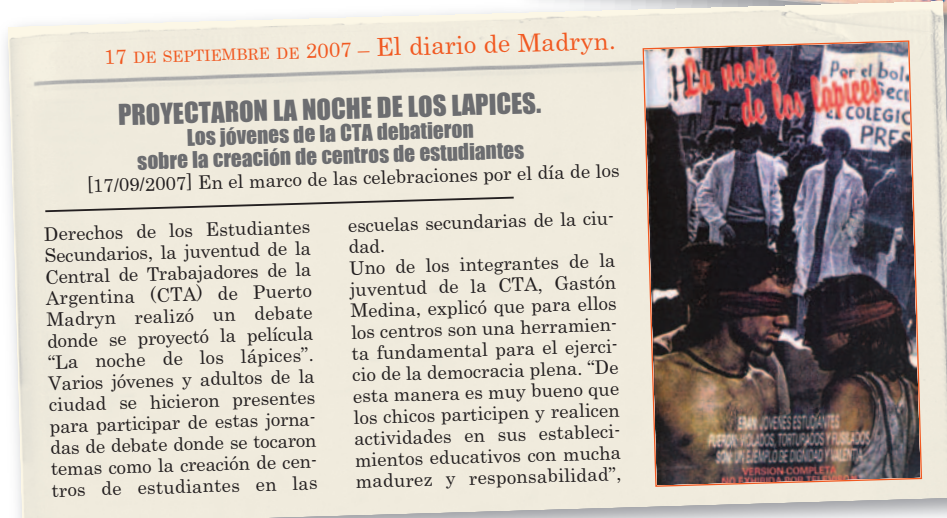 17 DE SEPTIEMBRE DE 2007 – El diario de Madryn.
PROYECTARON LA NOCHE DE LOS LAPICES.
Los jóvenes de la CTA debatieron
sobre la creación de centros de estudiantes
[17/09/2007] En el marco de las celebraciones por el día de los
Derechos de los Estudiantes
Secundarios, la juventud de la
Central de Trabajadores de la
Argentina (CTA) de Puerto
Madryn realizó un debate
donde se proyectó la película
“La noche de los lápices”.
Varios jóvenes y adultos de la
ciudad se hicieron presentes
para participar de estas jorna-
das de debate donde se tocaron
temas como la creación de cen-
tros de estudiantes en las
escuelas secundarias de la ciu-
dad.
Uno de los integrantes de la
juventud de la CTA, Gastón
Medina, explicó que para ellos
los centros son una herramien-
ta fundamental para el ejerci-
cio de la democracia plena. “De
esta manera es muy bueno que
los chicos participen y realicen
actividades en sus estableci-
mientos educativos con mucha
madurez y responsabilidad”,
La noche
de los lápices
Por el bol
Secu
EL COLEGIO
PRES
ERAN JOVENES ESTUDIANTES
FUERON VIOLADOS, TORTURADOS Y FUSILADOS
SON UN EJEMPLO DE DIGNIDAD Y VALENTIA
VERSION COMPLETA
NO EXHIBIDA POR